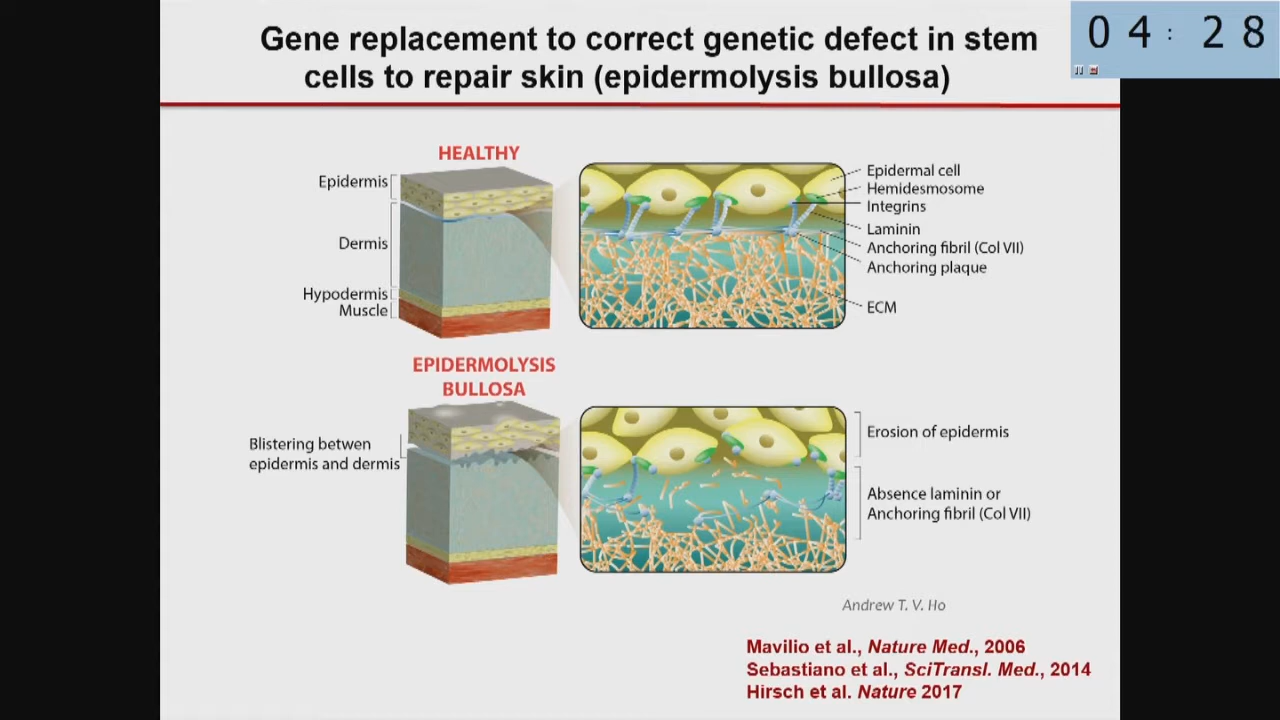 Gene replacement to correct genetic defect in stem
cells to repair skin (epidermolysis bullosa)
04:28
HEALTHY
Epidermis
Dermis
Hypodermis
Muscle
Epidermal cell
Hemidesmosome
Integrins
Laminin
Anchoring fibril (Col VII)
Anchoring plaque
ECM
EPIDERMOLYSIS
BULLOSA
Blistering betwen
epidermis and dermis
Erosion of epidermis
Absence laminin or
Anchoring fibril (Col VII)
Andrew T. V. Ho
Mavilio et al., Nature Med., 2006
Sebastiano et al., SciTransl. Med., 2014
Hirsch et al. Nature 2017